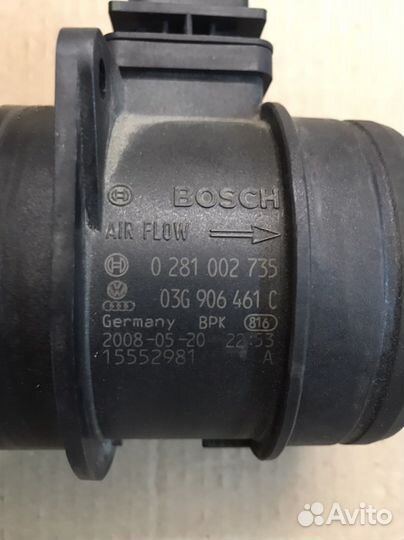 BOSCH
AIR FLOW
0 281 002 735
03G 906 461 C
Germany BPK 816
2008-05-20 22:53
15552981 A
Avito